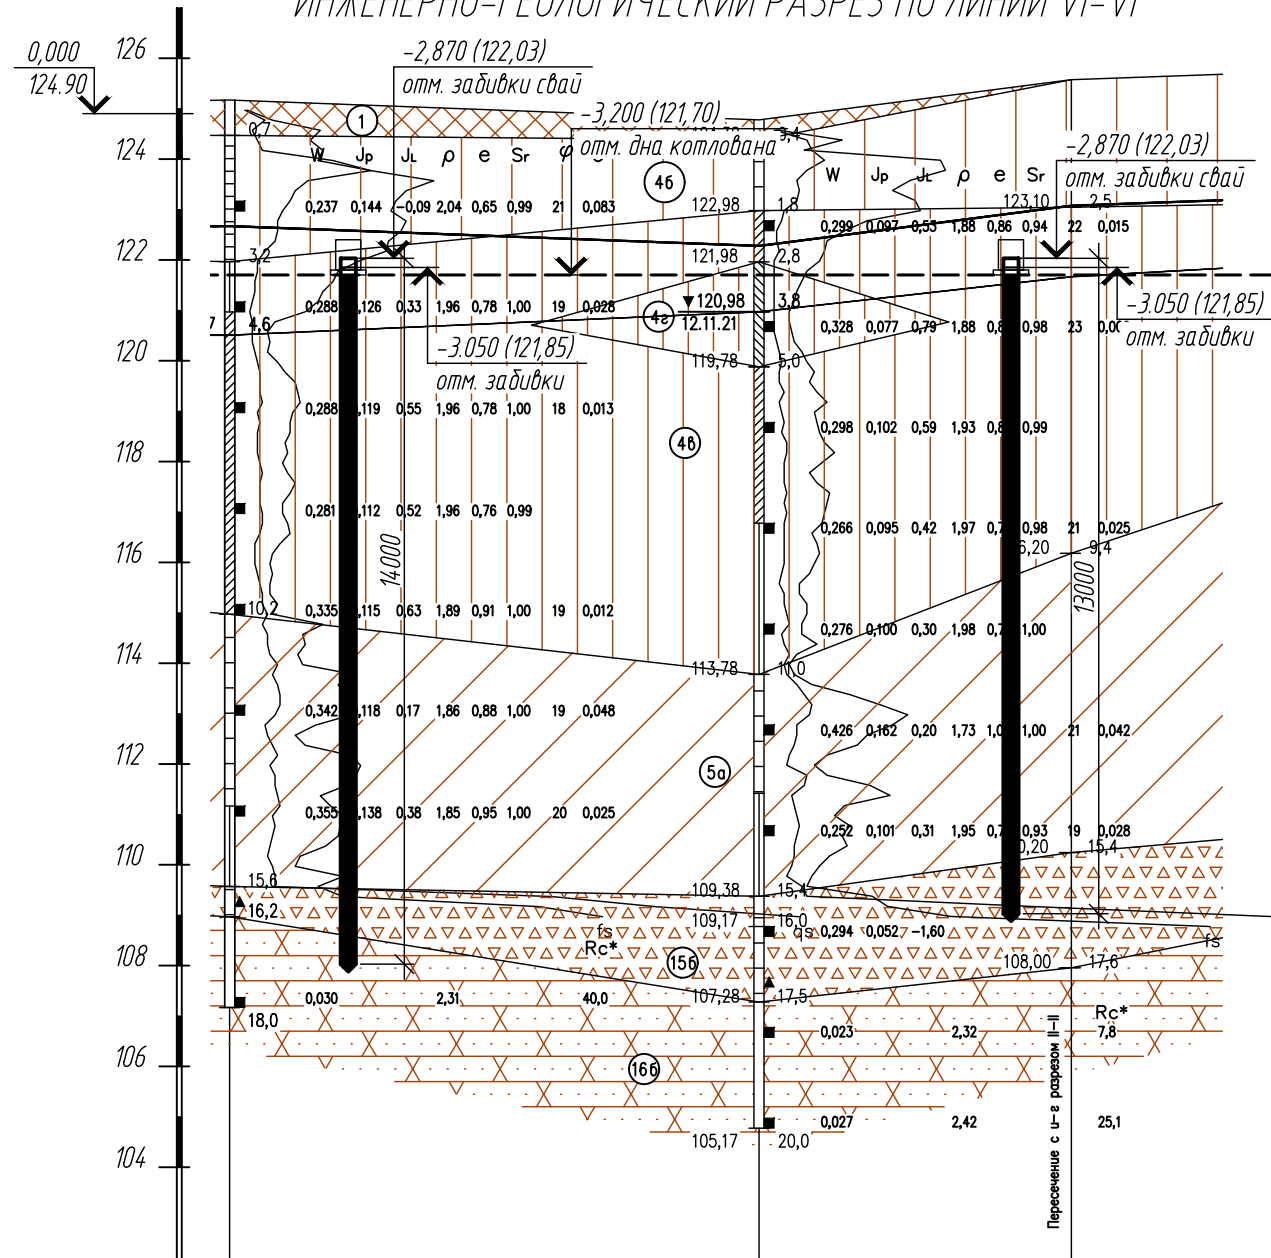 ИНЖЕНЕРНО-ГЕОЛОГИЧЕСКИЙ РАЗРЕЗ ПО ЛИНИИ VI-VI
0,000
124.90
126
124
122
120
118
116
114
112
110
108
106
104
-2,870 (122,03)
отм. забивки свай
-3,200 (121,70)
отм. дна котлована
-2,870 (122,03)
отм. забивки свай
-3.050 (121,85)
отм. забивки
-3.050 (121,85)
отм. забивки
1
4б
4г
4в
5а
15б
16б
W Jp JL ρ e Sr φ
0,237 0,144 -0,09 2,04 0,65 0,99 21 0,083
0,288 ,126 0,33 1,96 0,78 1,00 19 0,028
0,288 ,119 0,55 1,96 0,78 1,00 18 0,013
0,281 ,112 0,52 1,96 0,76 0,99
0,335 ,115 0,63 1,89 0,91 1,00 19 0,012
0,342 ,118 0,17 1,86 0,88 1,00 19 0,048
0,355 ,138 0,38 1,85 0,95 1,00 20 0,025
fs
Rc*
0,030 2,31 40,0
0,7
3,2
7 4,6
10,2
15,6
16,2
18,0
14000
122,98 1,8
121,98 2,8
120,98 3,8
12.11.21
119,78 5,0
113,78 11,0
109,38 15,4
109,17 16,0
107,28 17,5
105,17 20,0
W Jp JL ρ e Sr
0,299 0,097 0,53 1,88 0,86 0,94 22 0,015
0,328 0,077 0,79 1,88 0,8 0,98 23
0,298 0,102 0,59 1,93 0,8 0,99
0,266 0,095 0,42 1,97 0,7 0,98 21 0,025
0,276 0,100 0,30 1,98 0,7 1,00
0,426 0,162 0,20 1,73 1,0 1,00 21 0,042
0,252 0,101 0,31 1,95 0,7 0,93 19 0,028
qs 0,294 0,052 -1,60
fs
Rc*
0,023 2,32 7,8
0,027 2,42 25,1
123,10 2,5
6,20 9,4
0,20 15,4
108,00 17,6
13000
Пересечение с и-г разрезом II-II